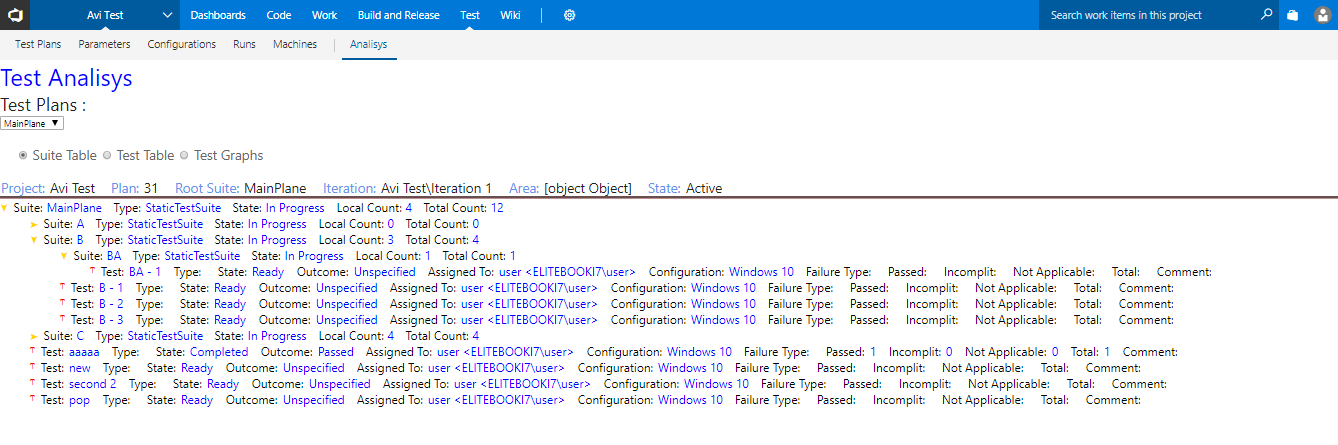 Avi Test Dashboards Code Work Build and Release Test Wiki Search work items in this project
Test Plans Parameters Configurations Runs Machines Analisys
Test Analisys
Test Plans :
MainPlane
Suite Table Test Table Test Graphs
Project: Avi Test Plan: 31 Root Suite: MainPlane Iteration: Avi Test\Iteration 1 Area: [object Object] State: Active
Suite: MainPlane Type: StaticTestSuite State: In Progress Local Count: 4 Total Count: 12
Suite: A Type: StaticTestSuite State: In Progress Local Count: 0 Total Count: 0
Suite: B Type: StaticTestSuite State: In Progress Local Count: 3 Total Count: 4
Suite: BA Type: StaticTestSuite State: In Progress Local Count: 1 Total Count: 1
T Test: BA - 1 Type: State: Ready Outcome: Unspecified Assigned To: user <ELITEBOOKI7\user> Configuration: Windows 10 Failure Type: Passed: Incomplit: Not Applicable: Total: Comment:
T Test: B - 1 Type: State: Ready Outcome: Unspecified Assigned To: user <ELITEBOOKI7\user> Configuration: Windows 10 Failure Type: Passed: Incomplit: Not Applicable: Total: Comment:
T Test: B - 2 Type: State: Ready Outcome: Unspecified Assigned To: user <ELITEBOOKI7\user> Configuration: Windows 10 Failure Type: Passed: Incomplit: Not Applicable: Total: Comment:
T Test: B - 3 Type: State: Ready Outcome: Unspecified Assigned To: user <ELITEBOOKI7\user> Configuration: Windows 10 Failure Type: Passed: Incomplit: Not Applicable: Total: Comment:
Suite: C Type: StaticTestSuite State: In Progress Local Count: 4 Total Count: 4
T Test: aaaaa Type: State: Completed Outcome: Passed Assigned To: user <ELITEBOOKI7\user> Configuration: Windows 10 Failure Type: Passed: 1 Incomplit: 0 Not Applicable: 0 Total: 1 Comment:
T Test: new Type: State: Ready Outcome: Unspecified Assigned To: user <ELITEBOOKI7\user> Configuration: Windows 10 Failure Type: Passed: Incomplit: Not Applicable: Total: Comment:
T Test: second 2 Type: State: Ready Outcome: Unspecified Assigned To: user <ELITEBOOKI7\user> Configuration: Windows 10 Failure Type: Passed: Incomplit: Not Applicable: Total: Comment:
T Test: pop Type: State: Ready Outcome: Unspecified Assigned To: user <ELITEBOOKI7\user> Configuration: Windows 10 Failure Type: Passed: Incomplit: Not Applicable: Total: Comment: